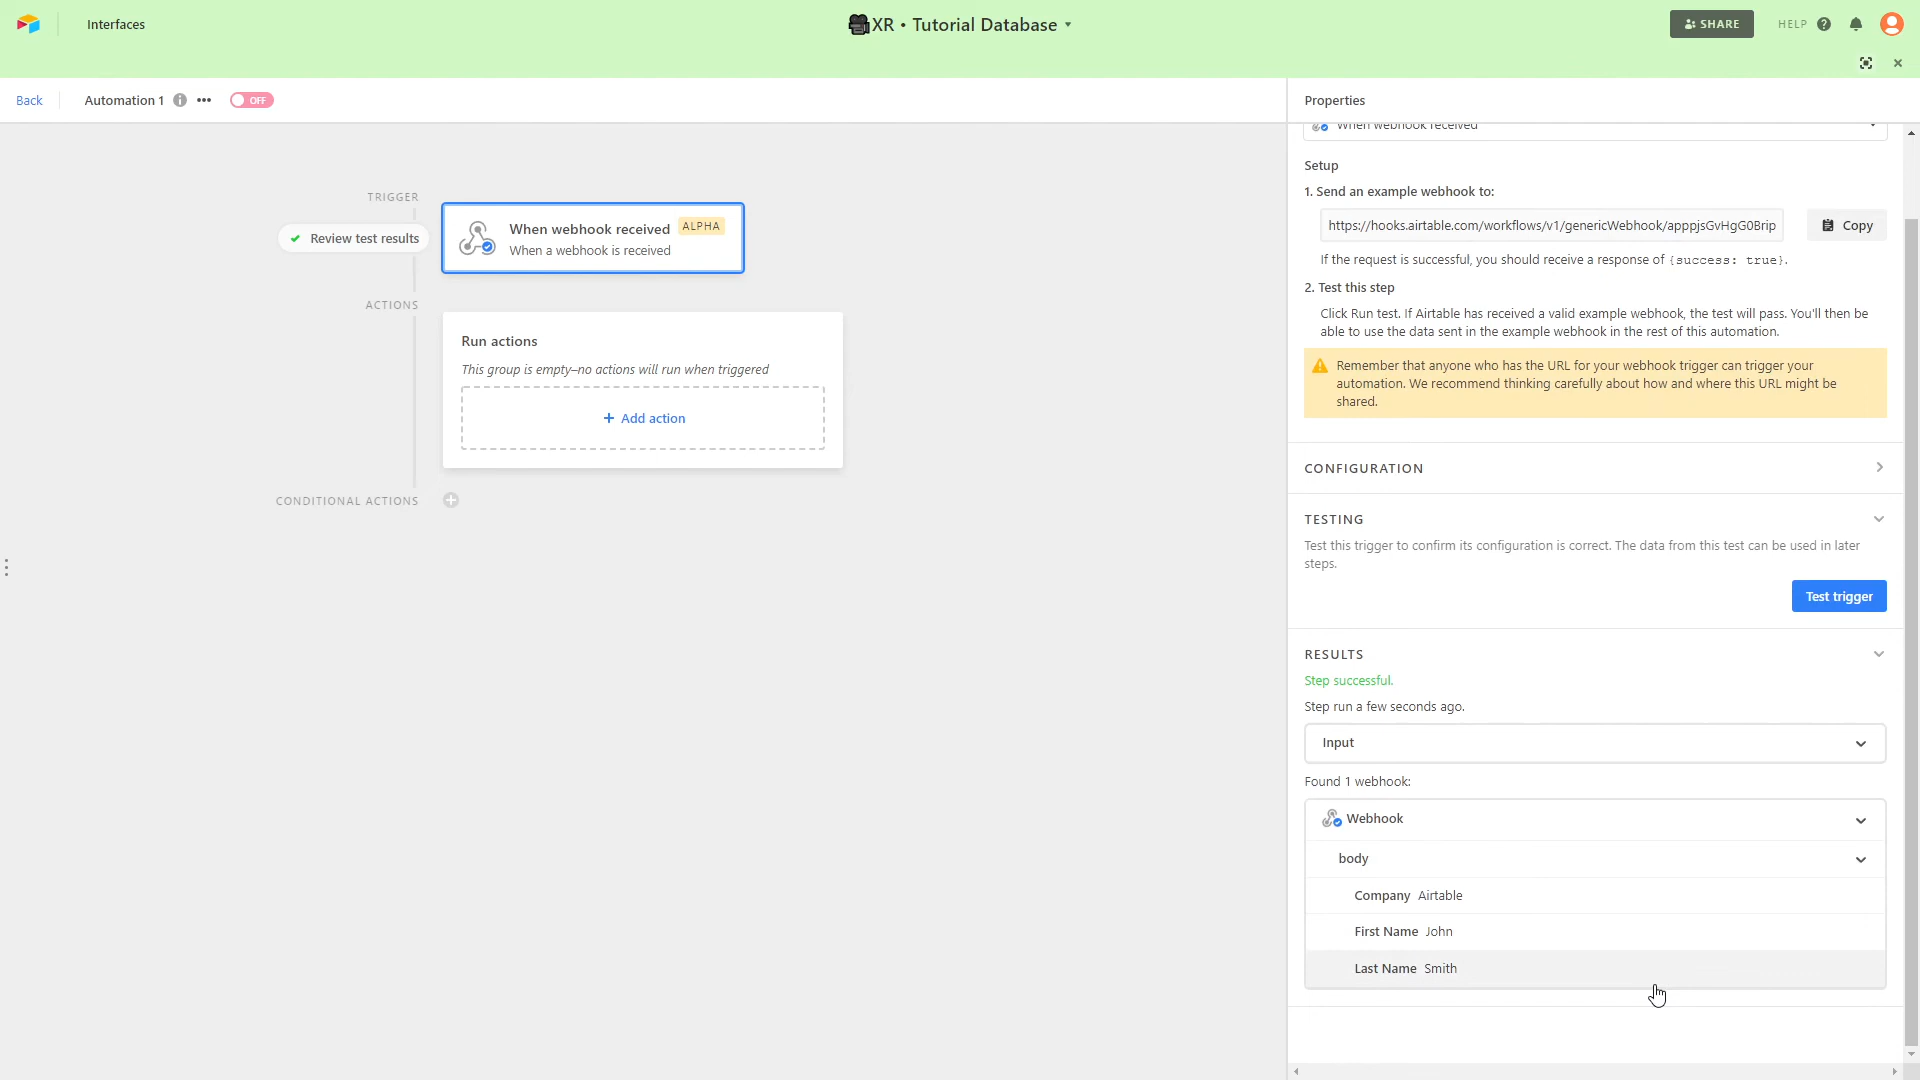 Interfaces
XR • Tutorial Database
SHARE
HELP
Back
Automation 1
OFF
Properties
When webhook received
TRIGGER
Review test results
When webhook received
ALPHA
When a webhook is received
ACTIONS
Run actions
This group is empty–no actions will run when triggered
+ Add action
CONDITIONAL ACTIONS
Setup
1. Send an example webhook to:
https://hooks.airtable.com/workflows/v1/genericWebhook/apppjsGvHgG0Brip
Copy
If the request is successful, you should receive a response of {success: true}.
2. Test this step
Click Run test. If Airtable has received a valid example webhook, the test will pass. You'll then be
able to use the data sent in the example webhook in the rest of this automation.
Remember that anyone who has the URL for your webhook trigger can trigger your
automation. We recommend thinking carefully about how and where this URL might be
shared.
CONFIGURATION
TESTING
Test this trigger to confirm its configuration is correct. The data from this test can be used in later
steps.
Test trigger
RESULTS
Step successful.
Step run a few seconds ago.
Input
Found 1 webhook:
Webhook
body
Company Airtable
First Name John
Last Name Smith